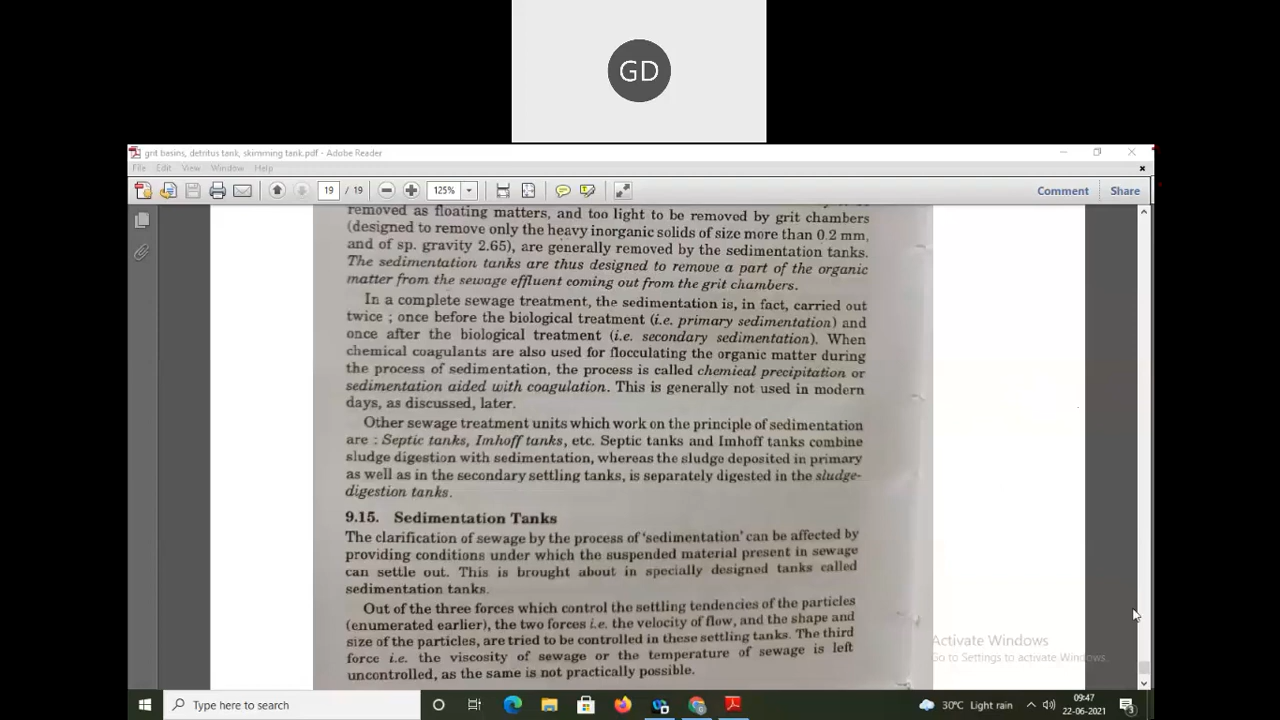 GD
grit basins, detritus tank, skimming tank.pdf - Adobe Reader
File Edit View Window Help
19 / 19 125% Comment Share
removed as floating matters, and too light to be removed by grit chambers
(designed to remove only the heavy inorganic solids of size more than 0.2 mm,
and of sp. gravity 2.65), are generally removed by the sedimentation tanks.
The sedimentation tanks are thus designed to remove a part of the organic
matter from the sewage effluent coming out from the grit chambers.
In a complete sewage treatment, the sedimentation is, in fact, carried out
twice ; once before the biological treatment (i.e. primary sedimentation) and
once after the biological treatment (i.e. secondary sedimentation). When
chemical coagulants are also used for flocculating the organic matter during
the process of sedimentation, the process is called chemical precipitation or
sedimentation aided with coagulation. This is generally not used in modern
days, as discussed, later.
Other sewage treatment units which work on the principle of sedimentation
are : Septic tanks, Imhoff tanks, etc. Septic tanks and Imhoff tanks combine
sludge digestion with sedimentation, whereas the sludge deposited in primary
as well as in the secondary settling tanks, is separately digested in the sludge-
digestion tanks.
9.15. Sedimentation Tanks
The clarification of sewage by the process of 'sedimentation' can be affected by
providing conditions under which the suspended material present in sewage
can settle out. This is brought about in specially designed tanks called
sedimentation tanks.
Out of the three forces which control the settling tendencies of the particles
(enumerated earlier), the two forces i.e. the velocity of flow, and the shape and
size of the particles, are tried to be controlled in these settling tanks. The third
force i.e. the viscosity of sewage or the temperature of sewage is left
uncontrolled, as the same is not practically possible.
Activate Windows
Go to Settings to activate Windows.
Type here to search
30°C Light rain
09:47
22-06-2021
3